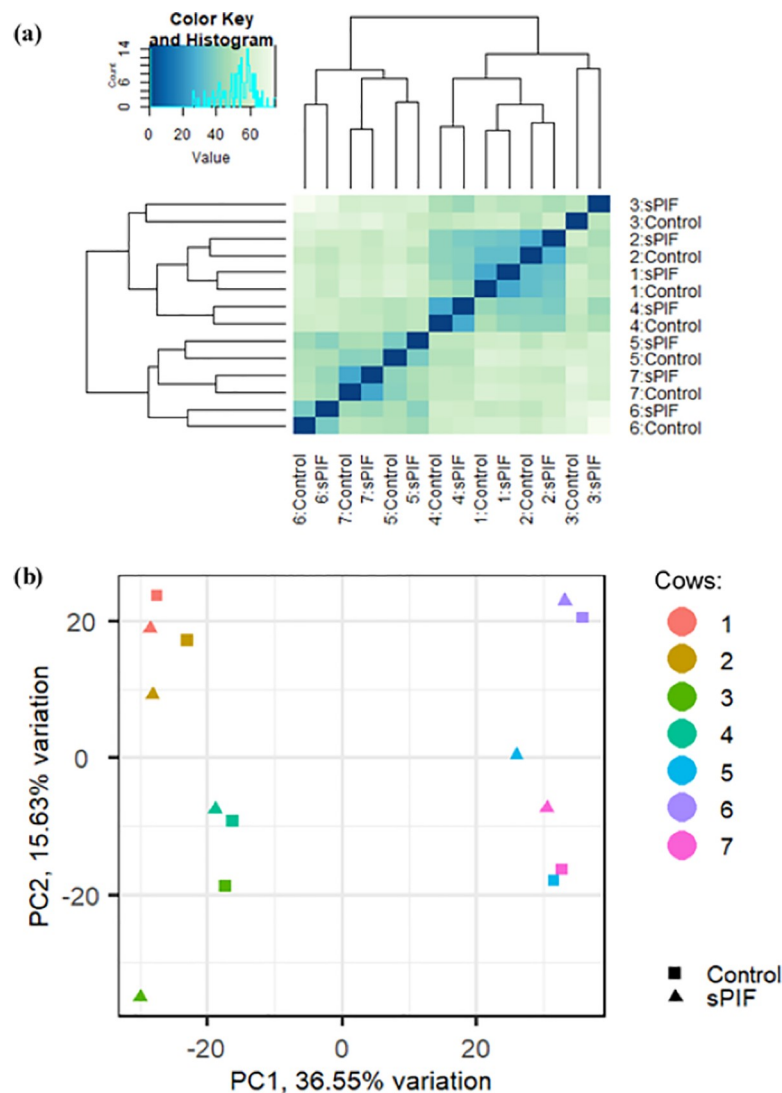 (a)
Color Key
and Histogram
Count
0 6 14
0 20 40 60
Value
3:sPIF
3:Control
2:sPIF
2:Control
1:sPIF
1:Control
4:sPIF
4:Control
5:sPIF
5:Control
7:sPIF
7:Control
6:sPIF
6:Control
6:Control
6:sPIF
7:Control
7:sPIF
5:Control
5:sPIF
4:Control
4:sPIF
1:Control
1:sPIF
2:Control
2:sPIF
3:Control
3:sPIF
(b)
PC2, 15.63% variation
20
0
-20
-20 0 20
PC1, 36.55% variation
Cows:
1
2
3
4
5
6
7
Control
sPIF